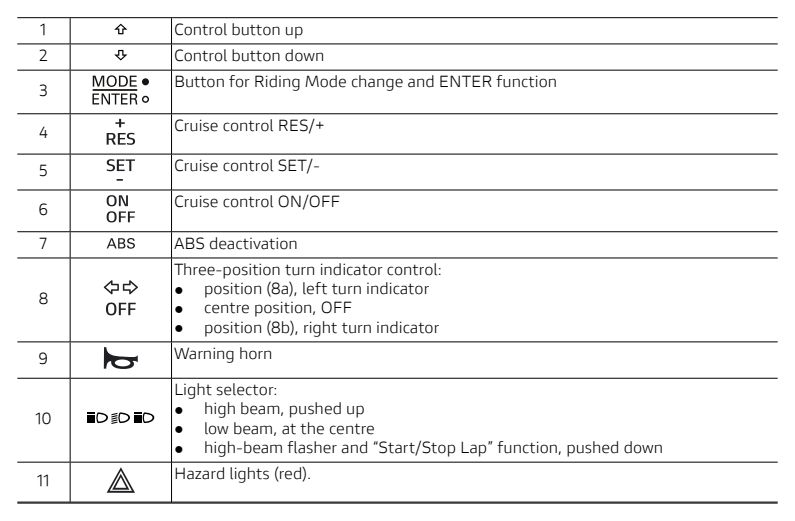 1 Control button up
2 Control button down
3 MODE Button for Riding Mode change and ENTER function
ENTER
4 + Cruise control RES/+
RES
5 SET Cruise control SET/-
-
6 ON Cruise control ON/OFF
OFF
7 ABS ABS deactivation
8 OFF Three-position turn indicator control:
● position (8a), left turn indicator
● centre position, OFF
● position (8b), right turn indicator
9 Warning horn
10 Light selector:
● high beam, pushed up
● low beam, at the centre
● high-beam flasher and “Start/Stop Lap” function, pushed down
11 Hazard lights (red).